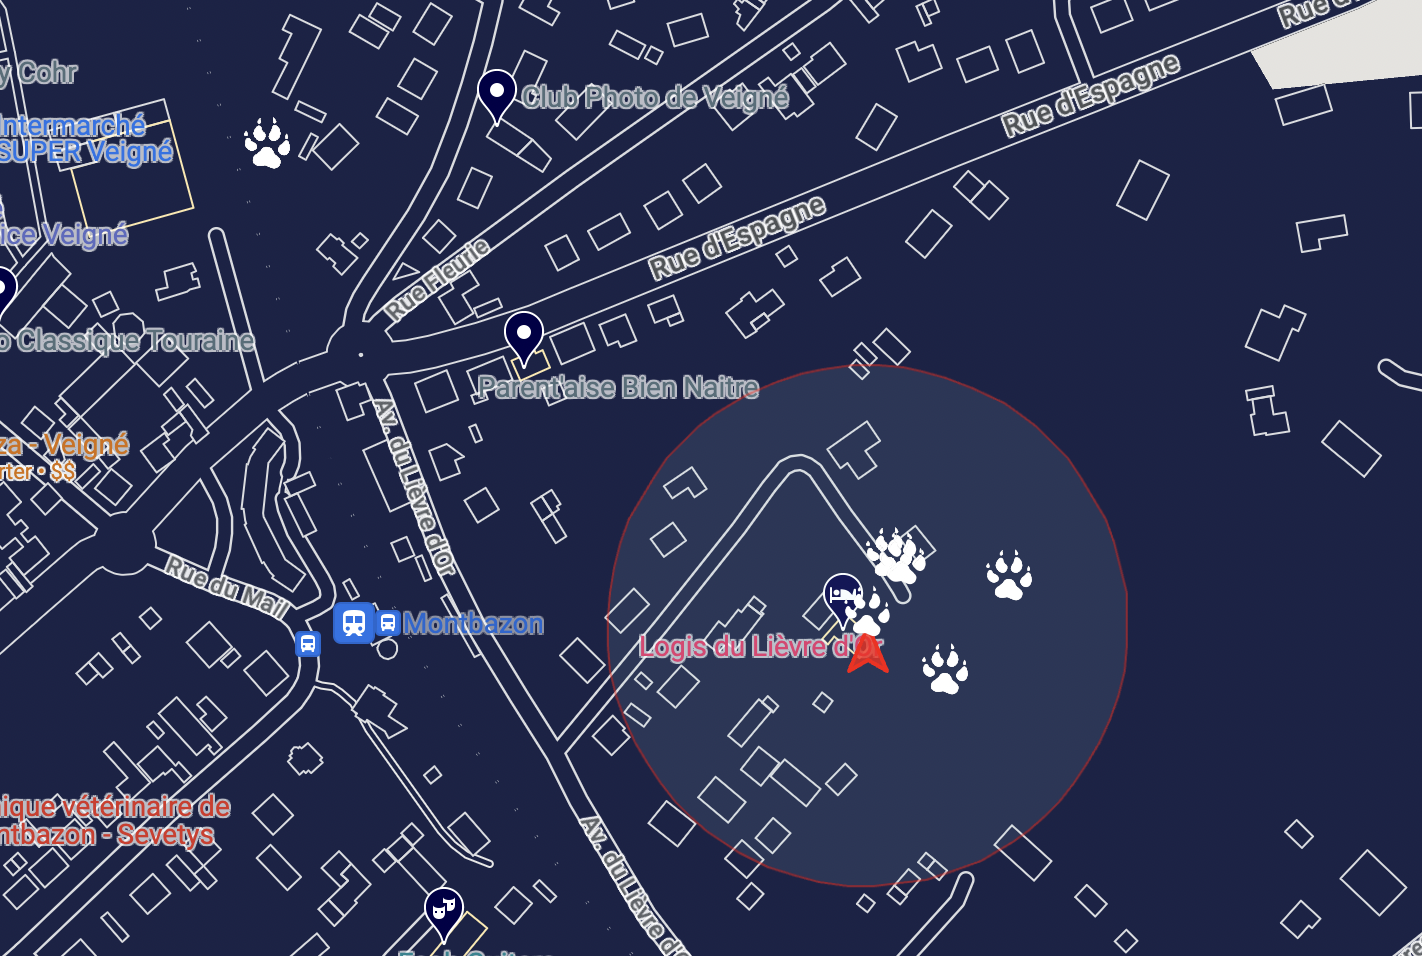 Rue d'Espagne
y Cohr
Club Photo de Veigné
Intermarché
SUPER Veigné
Rue d'Espagne
Veigné
Rue Fleurie
Classique Touraine
Parent'aise Bien Naitre
Av. du Lièvre d'or
- Veigné
$$
Rue du Mail
Montbazon
Logis du Lièvre d'Or
vétérinaire de
- Sevetys
Av. du Lièvre d'